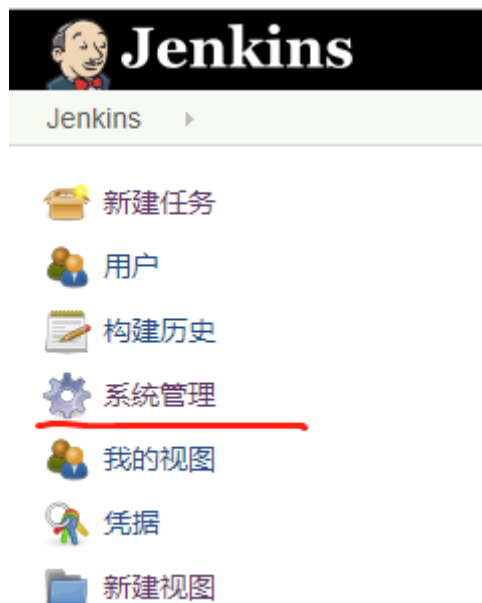 Jenkins
Jenkins
新建任务
用户
构建历史
系统管理
我的视图
凭据
新建视图